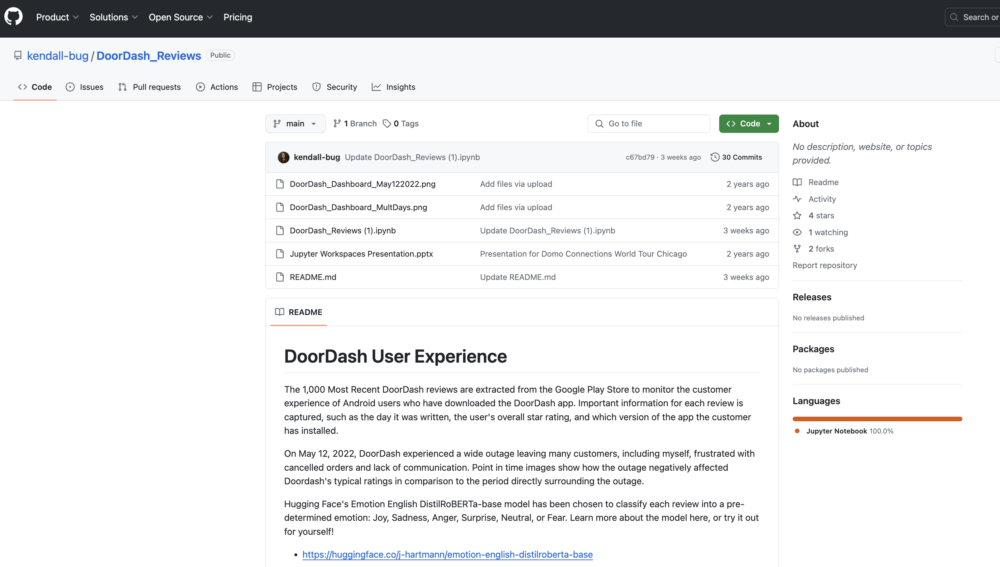 Product Solutions Open Source Pricing Search or
kendall-bug / DoorDash_Reviews Public
Code Issues Pull requests Actions Projects Security Insights
main 1 Branch 0 Tags Go to file Code
kendall-bug Update DoorDash_Reviews (1).ipynb c67bd79 · 3 weeks ago 30 Commits
DoorDash_Dashboard_May122022.png Add files via upload 2 years ago
DoorDash_Dashboard_MultDays.png Add files via upload 2 years ago
DoorDash_Reviews (1).ipynb Update DoorDash_Reviews (1).ipynb 3 weeks ago
Jupyter Workspaces Presentation.pptx Presentation for Domo Connections World Tour Chicago 2 years ago
README.md Update README.md 3 weeks ago
README
DoorDash User Experience
The 1,000 Most Recent DoorDash reviews are extracted from the Google Play Store to monitor the customer
experience of Android users who have downloaded the DoorDash app. Important information for each review is
captured, such as the day it was written, the user's overall star rating, and which version of the app the customer
has installed.
On May 12, 2022, DoorDash experienced a wide outage leaving many customers, including myself, frustrated with
cancelled orders and lack of communication. Point in time images show how the outage negatively affected
Doordash's typical ratings in comparison to the period directly surrounding the outage.
Hugging Face's Emotion English DistilRoBERTa-base model has been chosen to classify each review into a pre-
determined emotion: Joy, Sadness, Anger, Surprise, Neutral, or Fear. Learn more about the model here, or try it out
for yourself!
• https://huggingface.co/j-hartmann/emotion-english-distilroberta-base
About
No description, website, or topics
provided.
Readme
Activity
4 stars
1 watching
2 forks
Report repository
Releases
No releases published
Packages
No packages published
Languages
Jupyter Notebook 100.0%